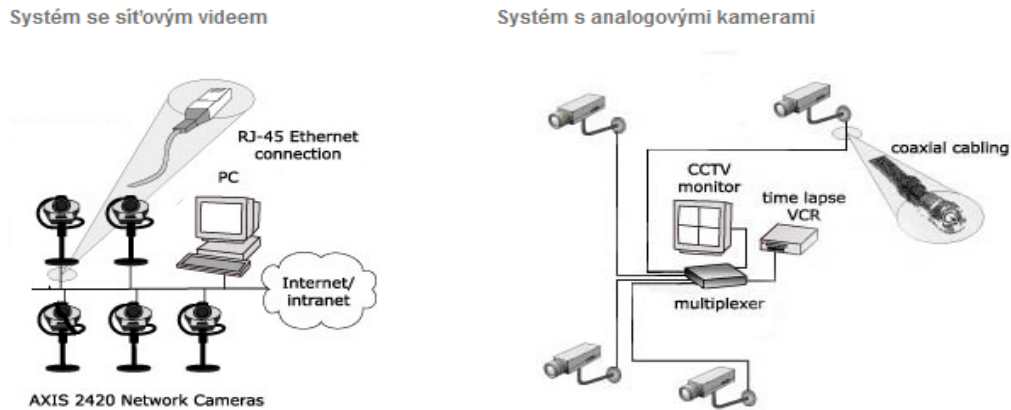 Systém se síťovým videem
RJ-45 Ethernet
connection
PC
Internet/
intranet
AXIS 2420 Network Cameras
Systém s analogovými kamerami
coaxial cabling
CCTV
monitor
time lapse
VCR
multiplexer